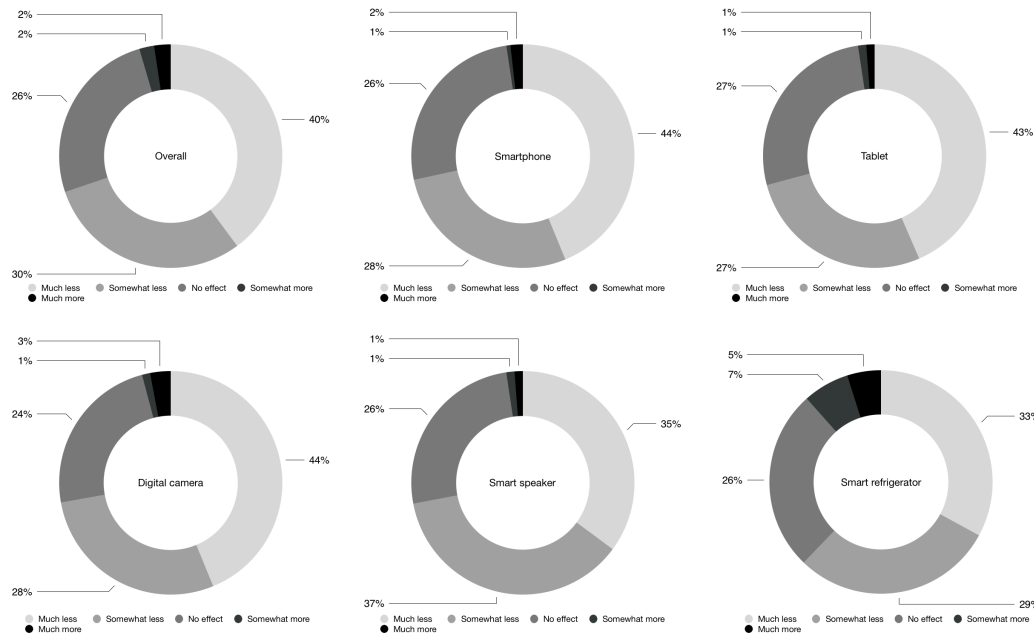 2%
2%
26%
40%
Overall
30%
Much less Somewhat less No effect Somewhat more
Much more
2%
1%
26%
44%
Smartphone
28%
Much less Somewhat less No effect Somewhat more
Much more
1%
1%
27%
43%
Tablet
27%
Much less Somewhat less No effect Somewhat more
Much more
3%
1%
24%
44%
Digital camera
28%
Much less Somewhat less No effect Somewhat more
Much more
1%
1%
26%
35%
Smart speaker
37%
Much less Somewhat less No effect Somewhat more
Much more
5%
7%
33%
26%
Smart refrigerator
29%
Much less Somewhat less No effect Somewhat more
Much more